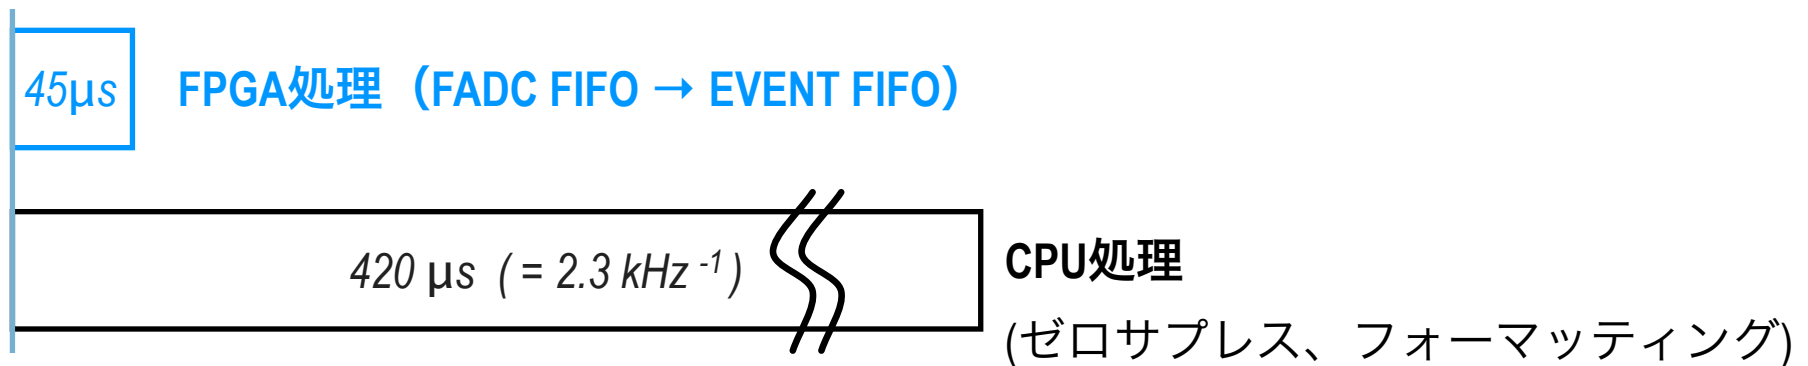 45μs FPGA処理（FADC FIFO → EVENT FIFO）
420 μs ( = 2.3 kHz -1 ) CPU処理
(ゼロサプレス、フォーマッティング)